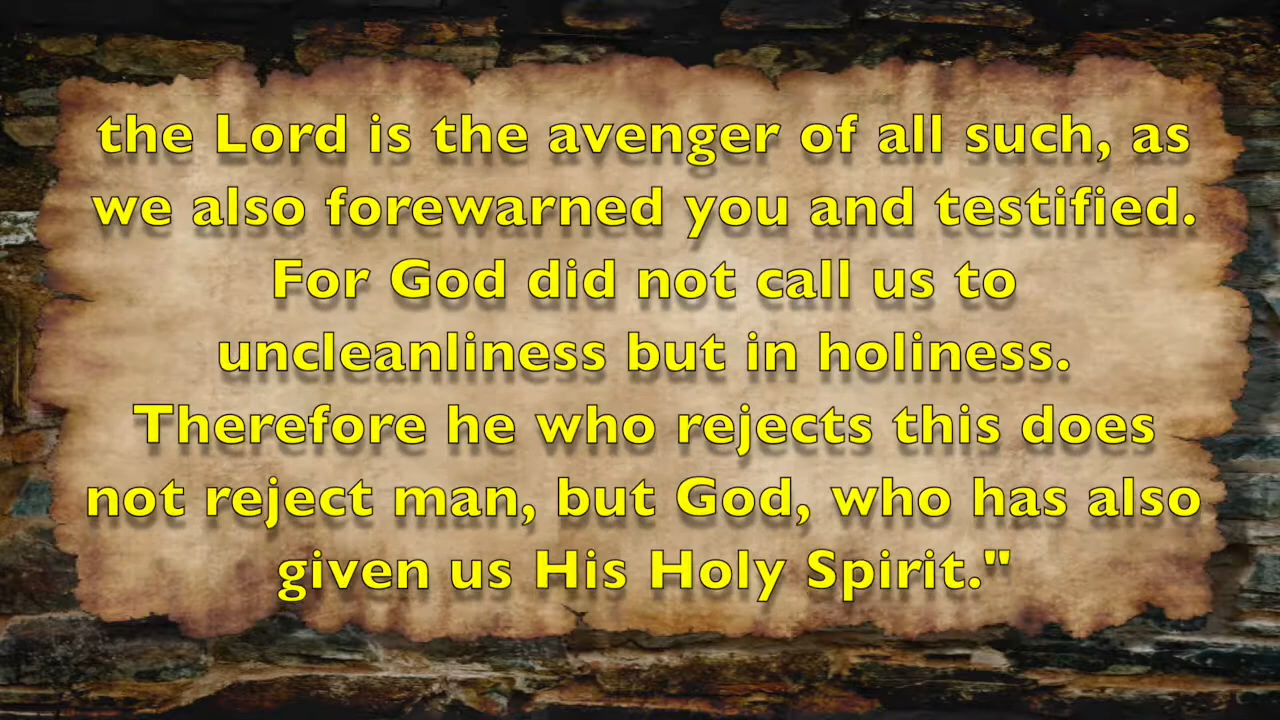 the Lord is the avenger of all such, as
we also forewarned you and testified.
For God did not call us to
uncleanliness but in holiness.
Therefore he who rejects this does
not reject man, but God, who has also
given us His Holy Spirit."